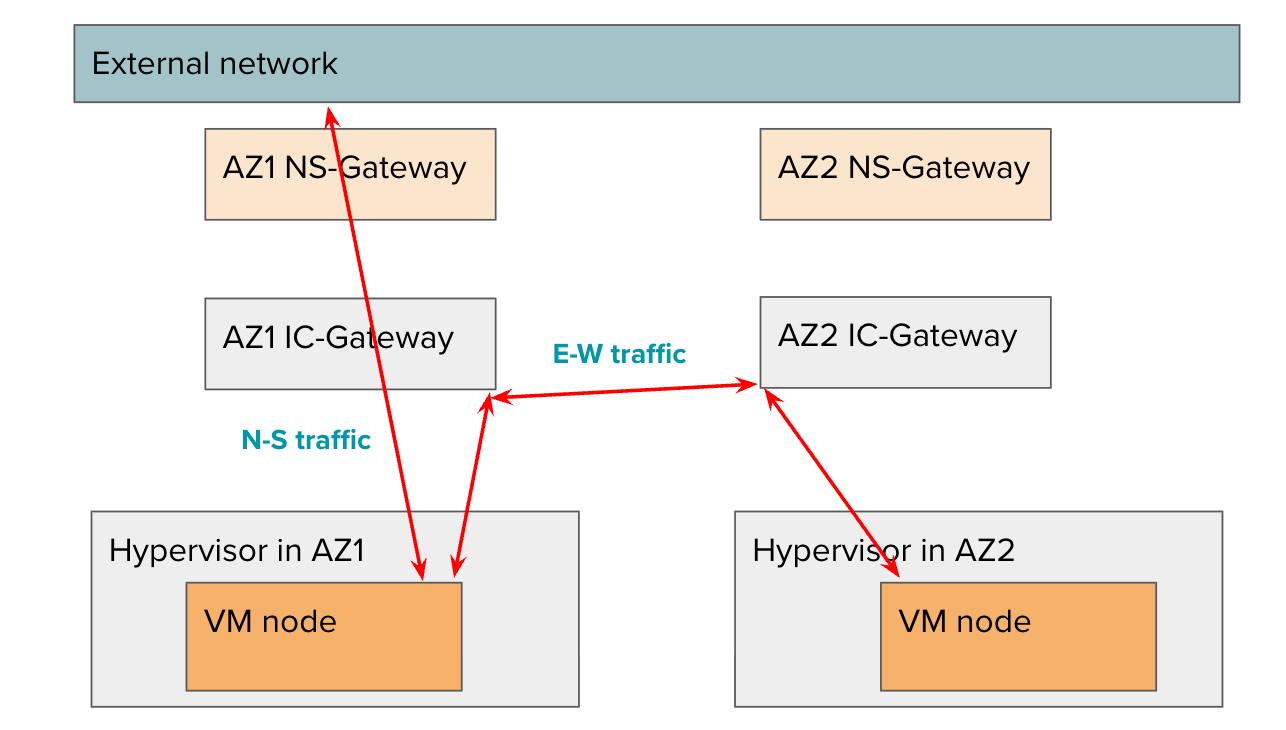 External network
AZ1 NS-Gateway
AZ2 NS-Gateway
AZ1 IC-Gateway
AZ2 IC-Gateway
E-W traffic
N-S traffic
Hypervisor in AZ1
Hypervisor in AZ2
VM node
VM node